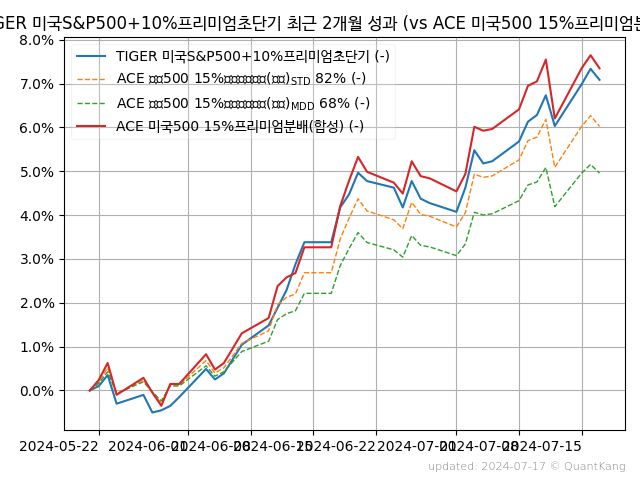 GER 미국S&P500+10%프리미엄초단기 최근 2개월 성과 (vs ACE 미국500 15%프리미엄분
8.0%
7.0%
6.0%
5.0%
4.0%
3.0%
2.0%
1.0%
0.0%
TIGER 미국S&P500+10%프리미엄초단기 (-)
ACE □□500 15%□□□□□□(□□)STD 82% (-)
ACE □□500 15%□□□□□□(□□)MDD 68% (-)
ACE 미국500 15%프리미엄분배(합성) (-)
2024-05-22 2024-06-01 2024-06-08 2024-06-15 2024-06-22 2024-07-01 2024-07-08 2024-07-15
updated: 2024-07-17 © QuantKang